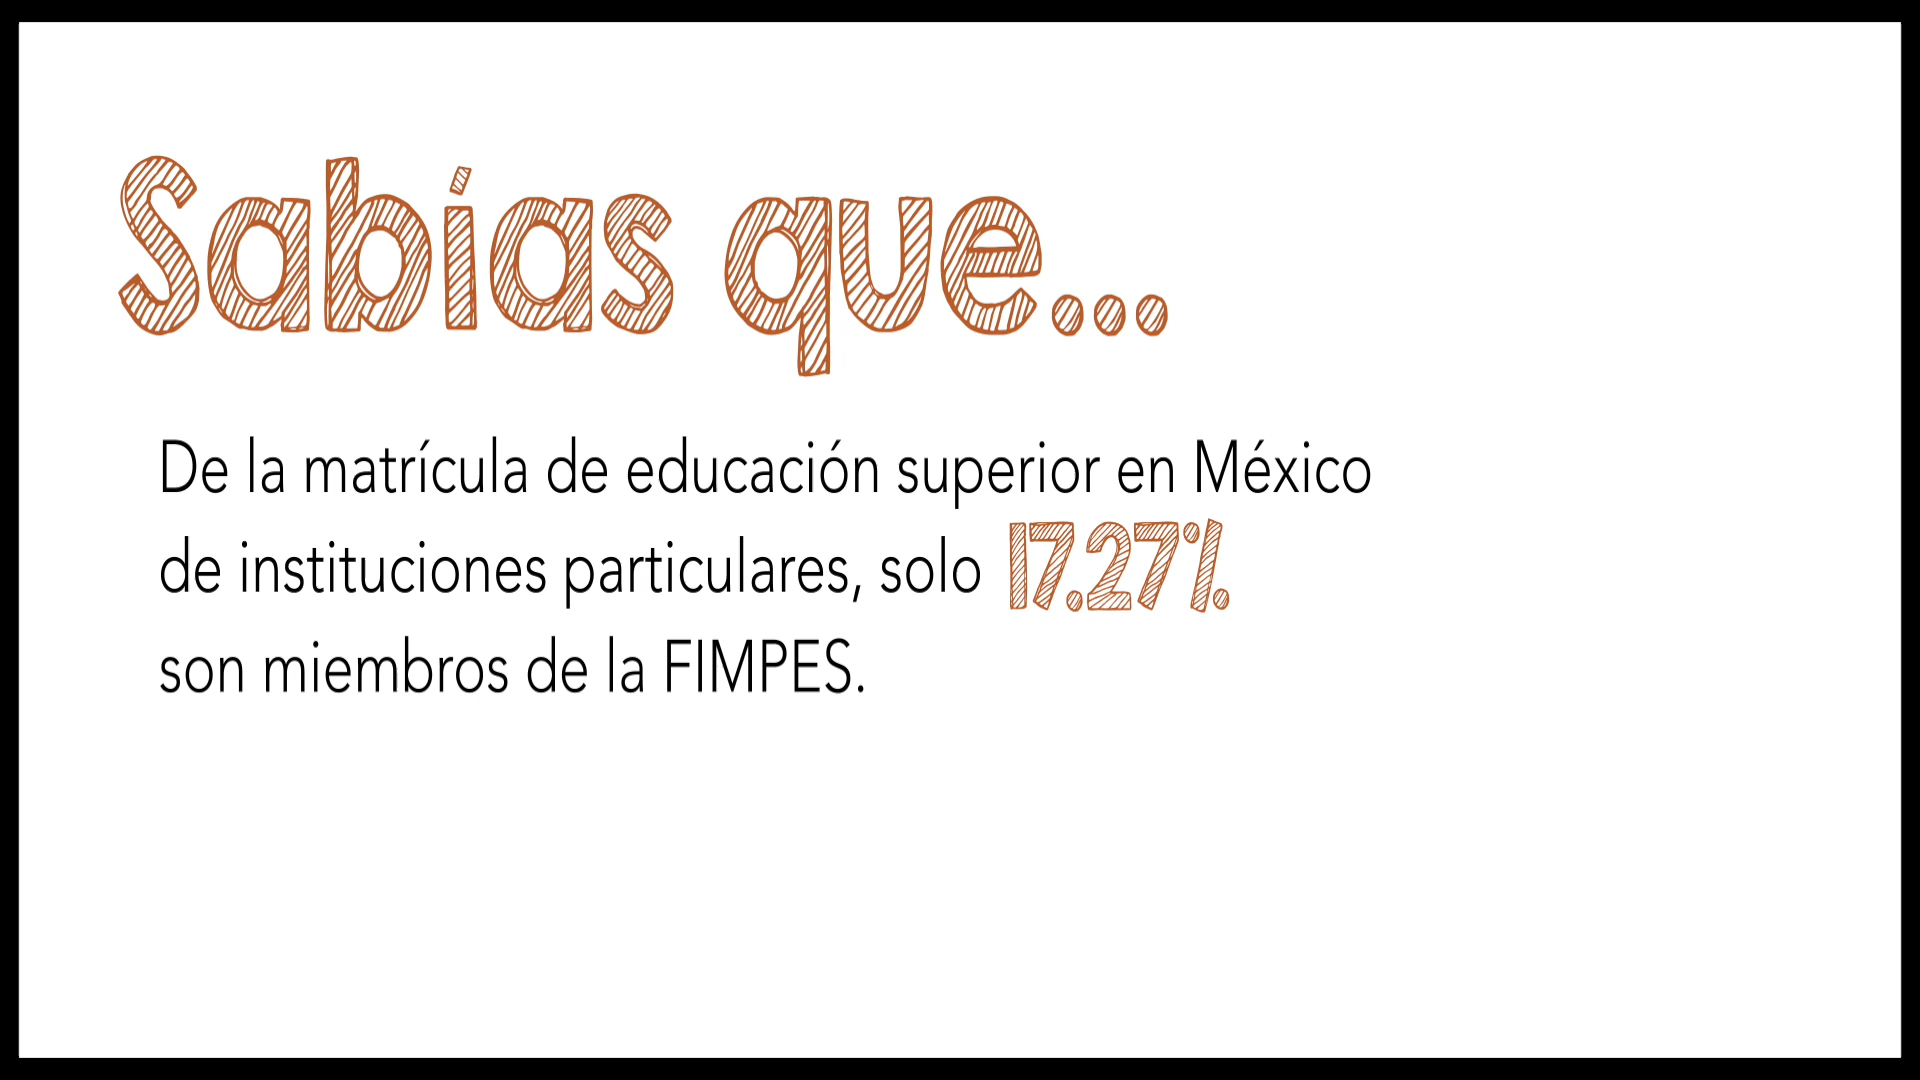 Sabías que...
De la matrícula de educación superior en México
de instituciones particulares, solo 17.27%
son miembros de la FIMPES.